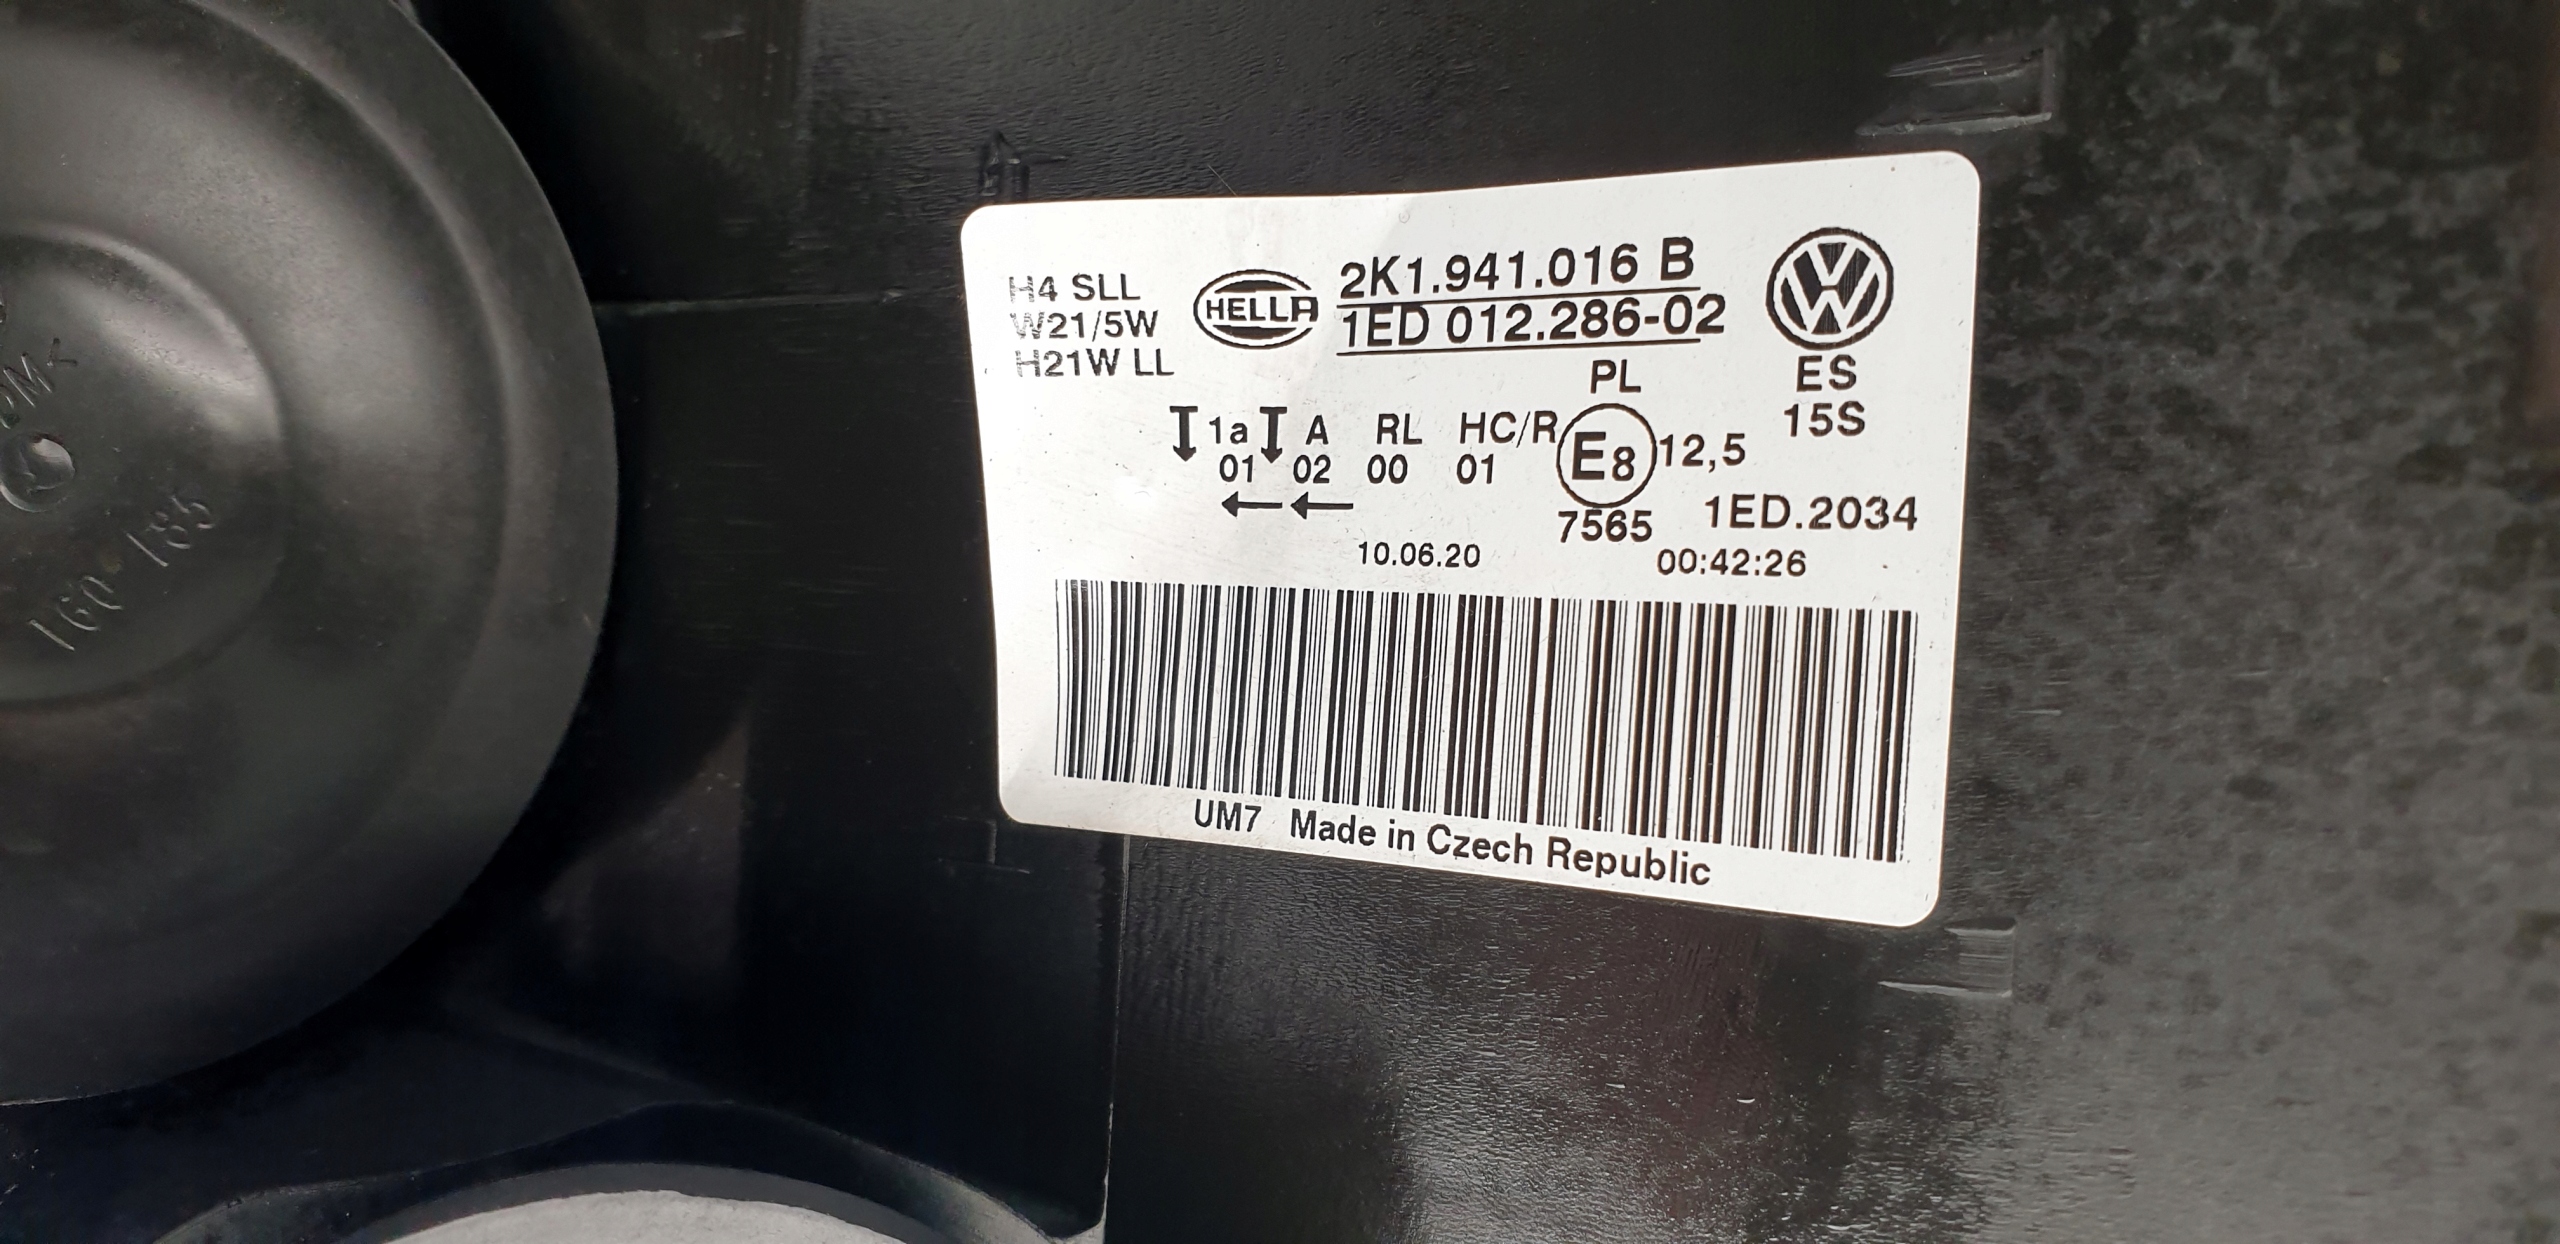 2K1.941.016 B
HELLA
1ED 012.286-02
H4 SLL
W21/5W
H21W LL
PL
ES
15S
1a A RL HC/R E8 12,5
01 02 00 01
7565
1ED.2034
10.06.20
00:42:26
UM7 Made in Czech Republic
160-185